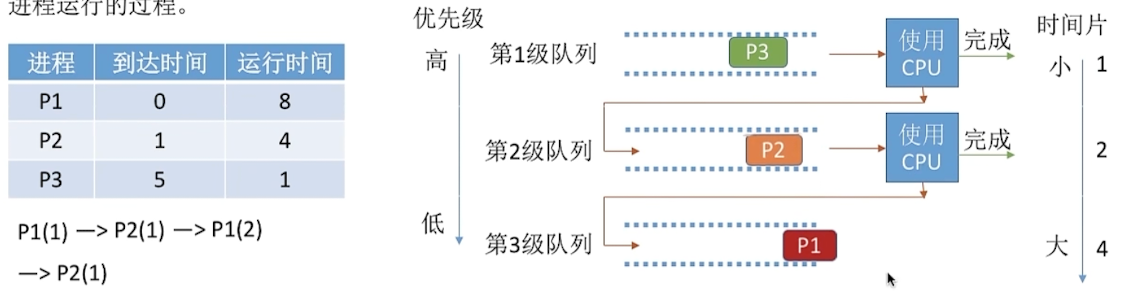 进程运行的过程。
进程 到达时间 运行时间
P1 0 8
P2 1 4
P3 5 1
P1(1) —> P2(1) —> P1(2)
—> P2(1)
优先级
高
低
第1级队列
P3
使用
CPU
完成
第2级队列
P2
使用
CPU
完成
第3级队列
P1
时间片
小 1
2
大 4